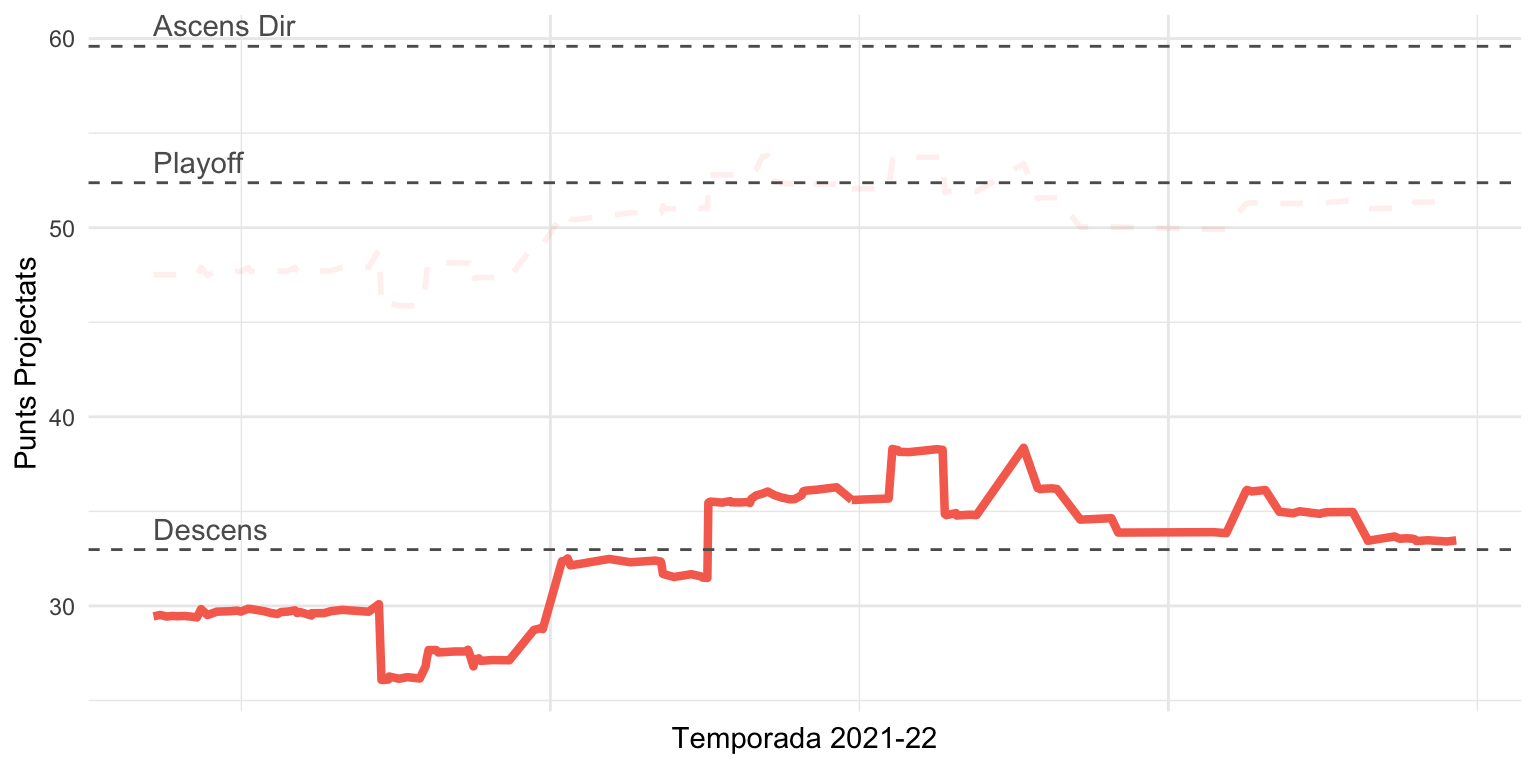 Ascens Dir
60
Playoff
50
40
Descens
30
Punts Projectats
Temporada 2021-22